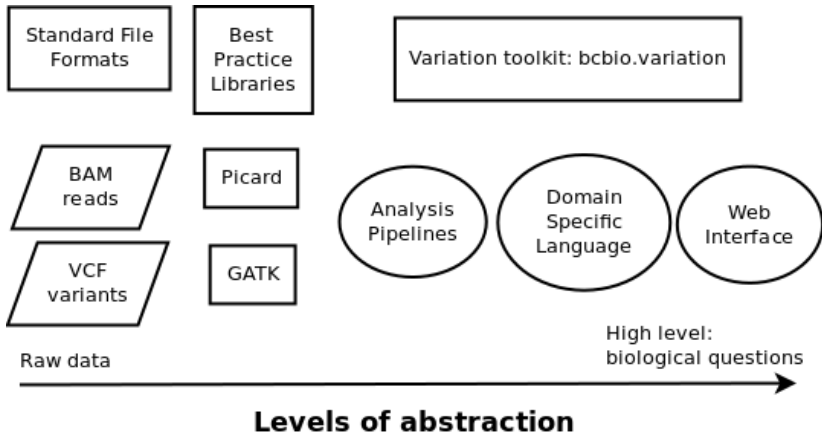 Standard File
Formats
Best
Practice
Libraries
Variation toolkit: bcbio.variation
BAM
reads
Picard
Analysis
Pipelines
Domain
Specific
Language
Web
Interface
VCF
variants
GATK
Raw data
High level:
biological questions
Levels of abstraction